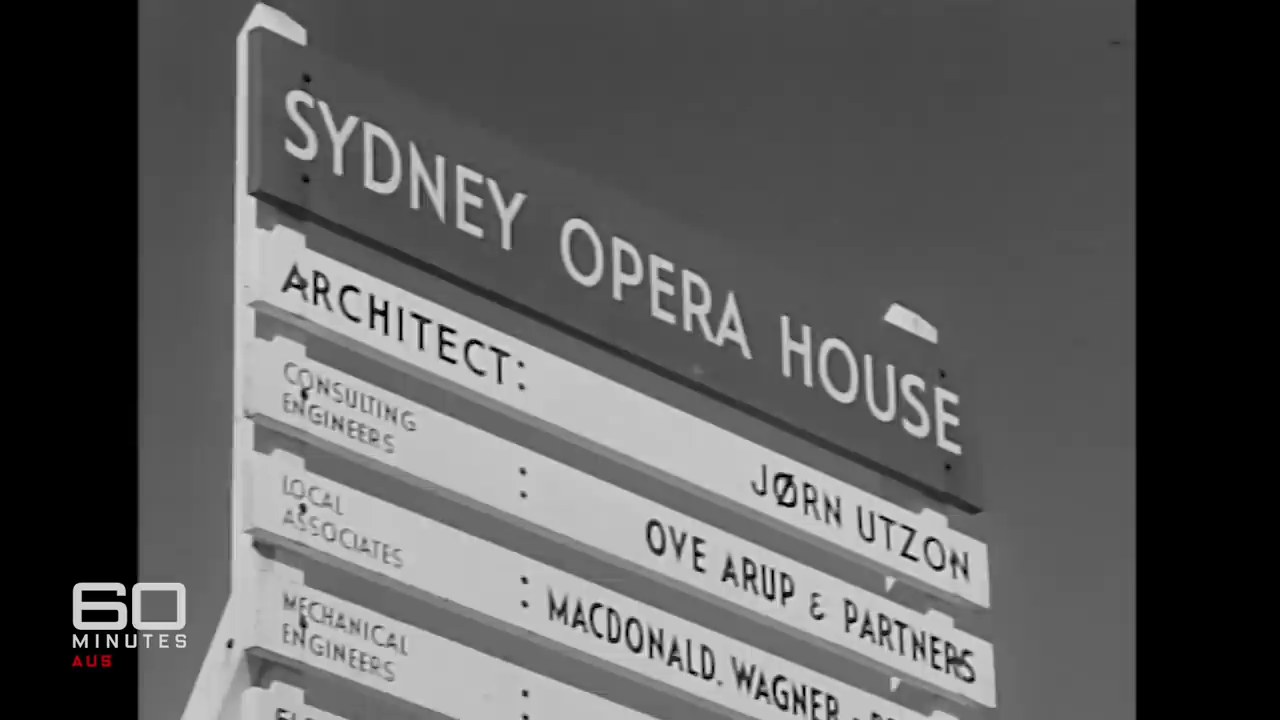 SYDNEY OPERA HOUSE
ARCHITECT:
JØRN UTZON
CONSULTING
ENGINEERS :
OVE ARUP & PARTNERS
LOCAL
ASSOCIATES :
MACDONALD, WAGNER
MECHANICAL
ENGINEERS :
60
MINUTES
AUS